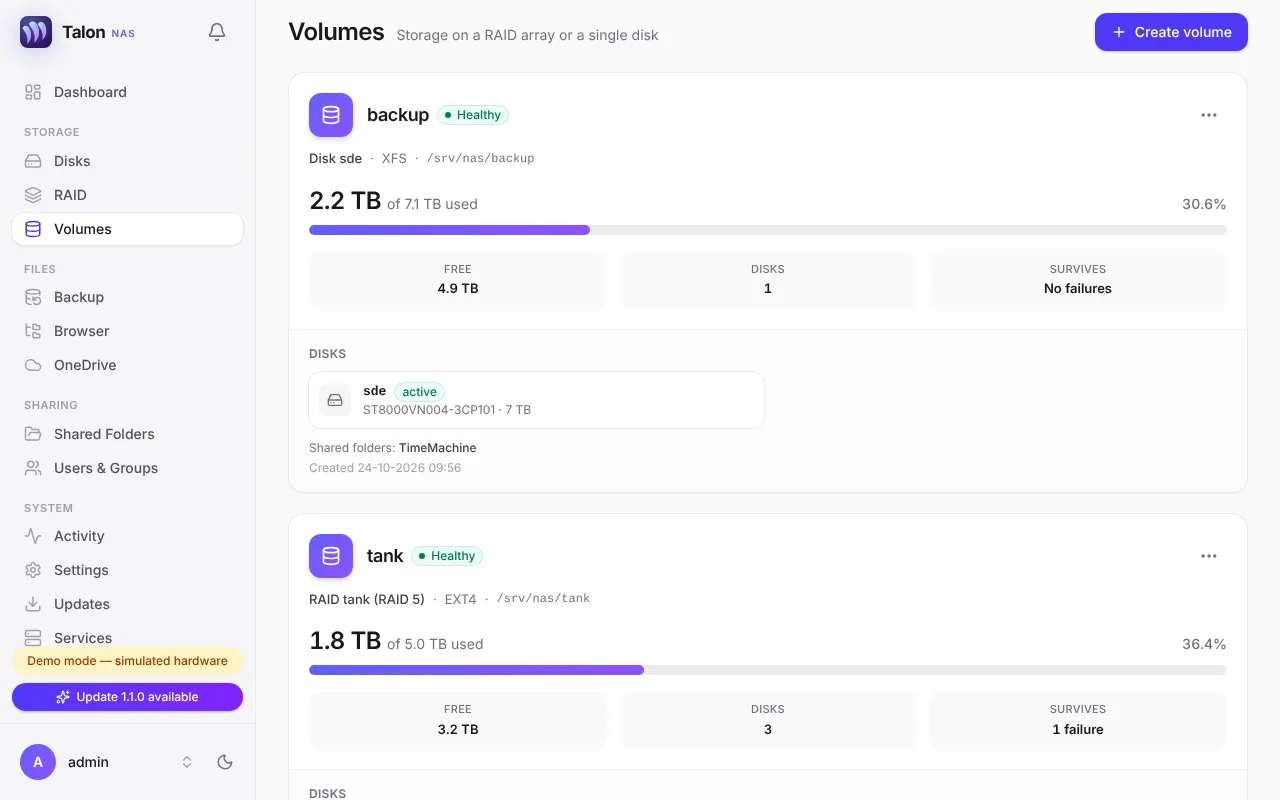 Talon NAS
Dashboard
STORAGE
Disks
RAID
Volumes
FILES
Backup
Browser
OneDrive
SHARING
Shared Folders
Users & Groups
SYSTEM
Activity
Settings
Updates
Services
Demo mode — simulated hardware
Update 1.1.0 available
A admin
Volumes Storage on a RAID array or a single disk
+ Create volume
backup Healthy
Disk sde · XFS · /srv/nas/backup
2.2 TB of 7.1 TB used 30.6%
FREE
4.9 TB
DISKS
1
SURVIVES
No failures
DISKS
sde active
ST8000VN004-3CP101 · 7 TB
Shared folders: TimeMachine
Created 24-10-2026 09:56
tank Healthy
RAID tank (RAID 5) · EXT4 · /srv/nas/tank
1.8 TB of 5.0 TB used 36.4%
FREE
3.2 TB
DISKS
3
SURVIVES
1 failure
DISKS